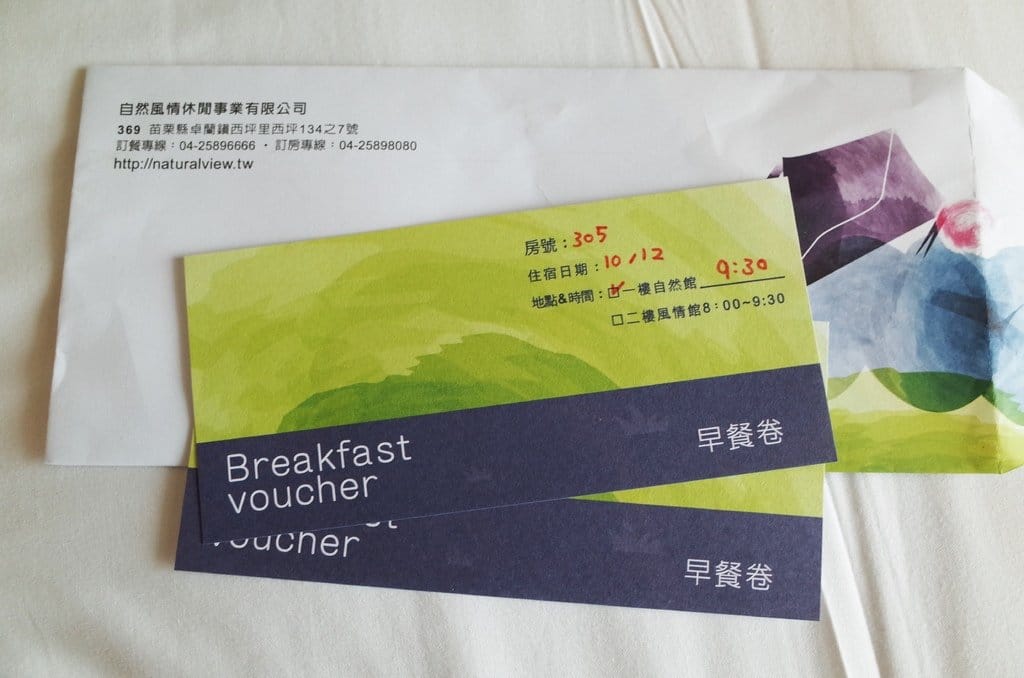 自然風情休閒事業有限公司
369 苗栗縣卓蘭鎮西坪里西坪134之7號
訂餐專線：04-25896666 · 訂房專線：04-25898080
http://naturalview.tw
房號：305
住宿日期：10/12
地點&時間：☑一樓自然館 9:30
□二樓風情館8：00~9:30
Breakfast
voucher
早餐卷
voucher
早餐卷